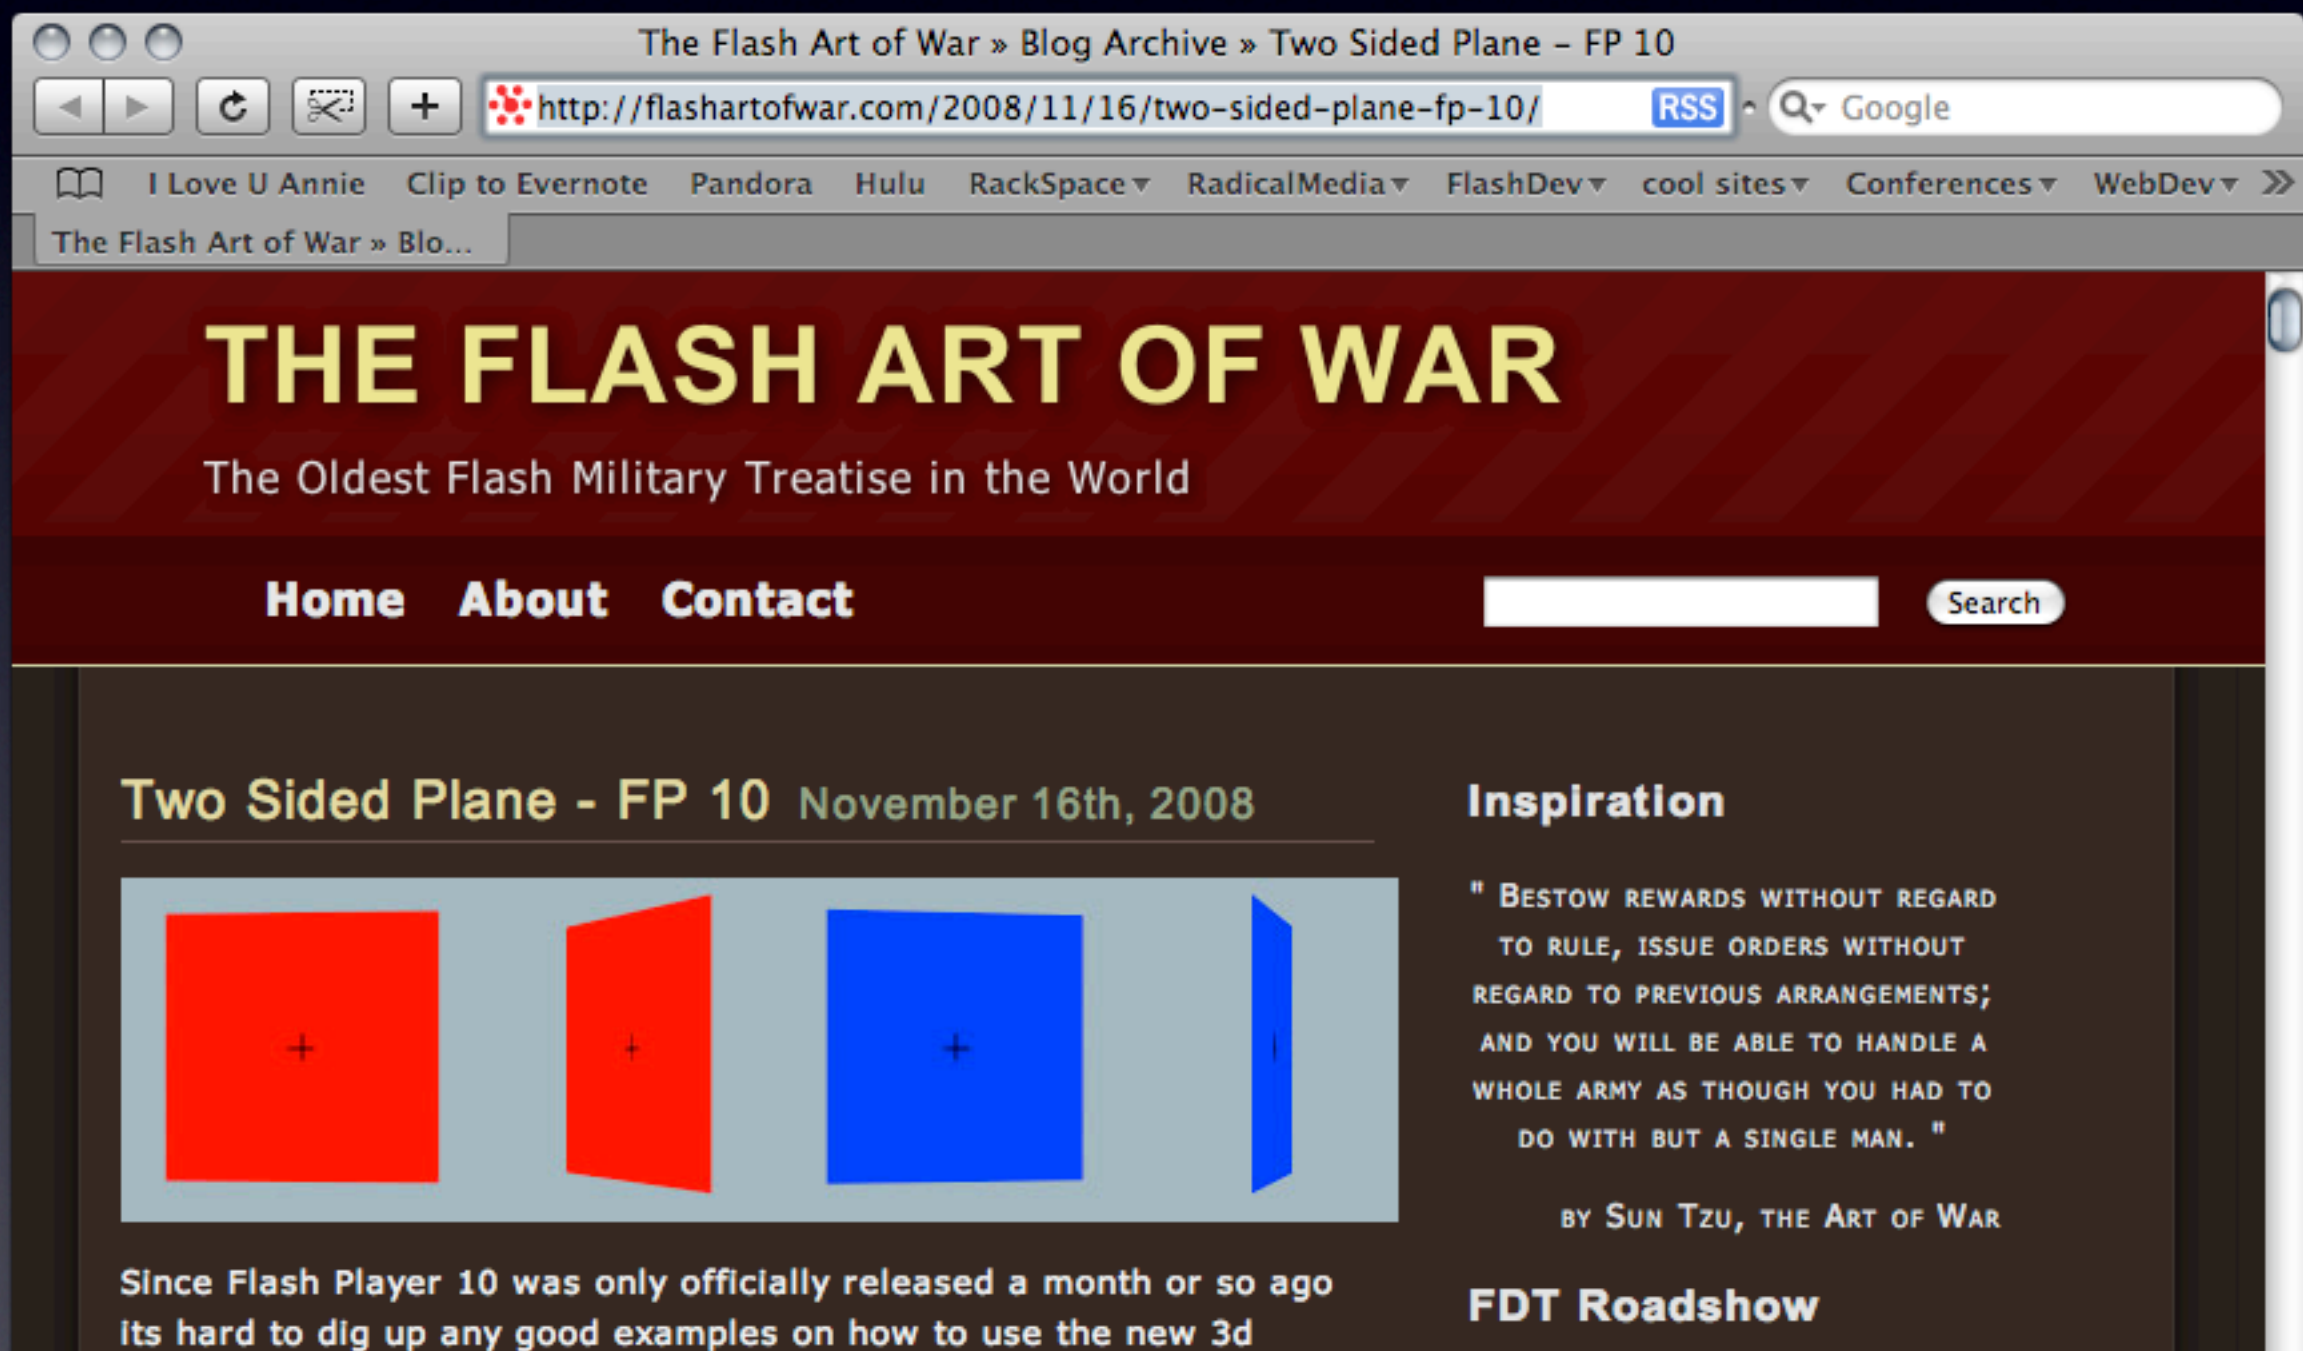 The Flash Art of War » Blog Archive » Two Sided Plane – FP 10
http://flashartofwar.com/2008/11/16/two-sided-plane-fp-10/ RSS Google
I Love U Annie Clip to Evernote Pandora Hulu RackSpace RadicalMedia FlashDev cool sites Conferences WebDev
The Flash Art of War » Blo...
THE FLASH ART OF WAR
The Oldest Flash Military Treatise in the World
Home About Contact Search
Two Sided Plane - FP 10 November 16th, 2008
Since Flash Player 10 was only officially released a month or so ago
its hard to dig up any good examples on how to use the new 3d
Inspiration
" Bestow rewards without regard
to rule, issue orders without
regard to previous arrangements;
and you will be able to handle a
whole army as though you had to
do with but a single man. "
by Sun Tzu, the Art of War
FDT Roadshow